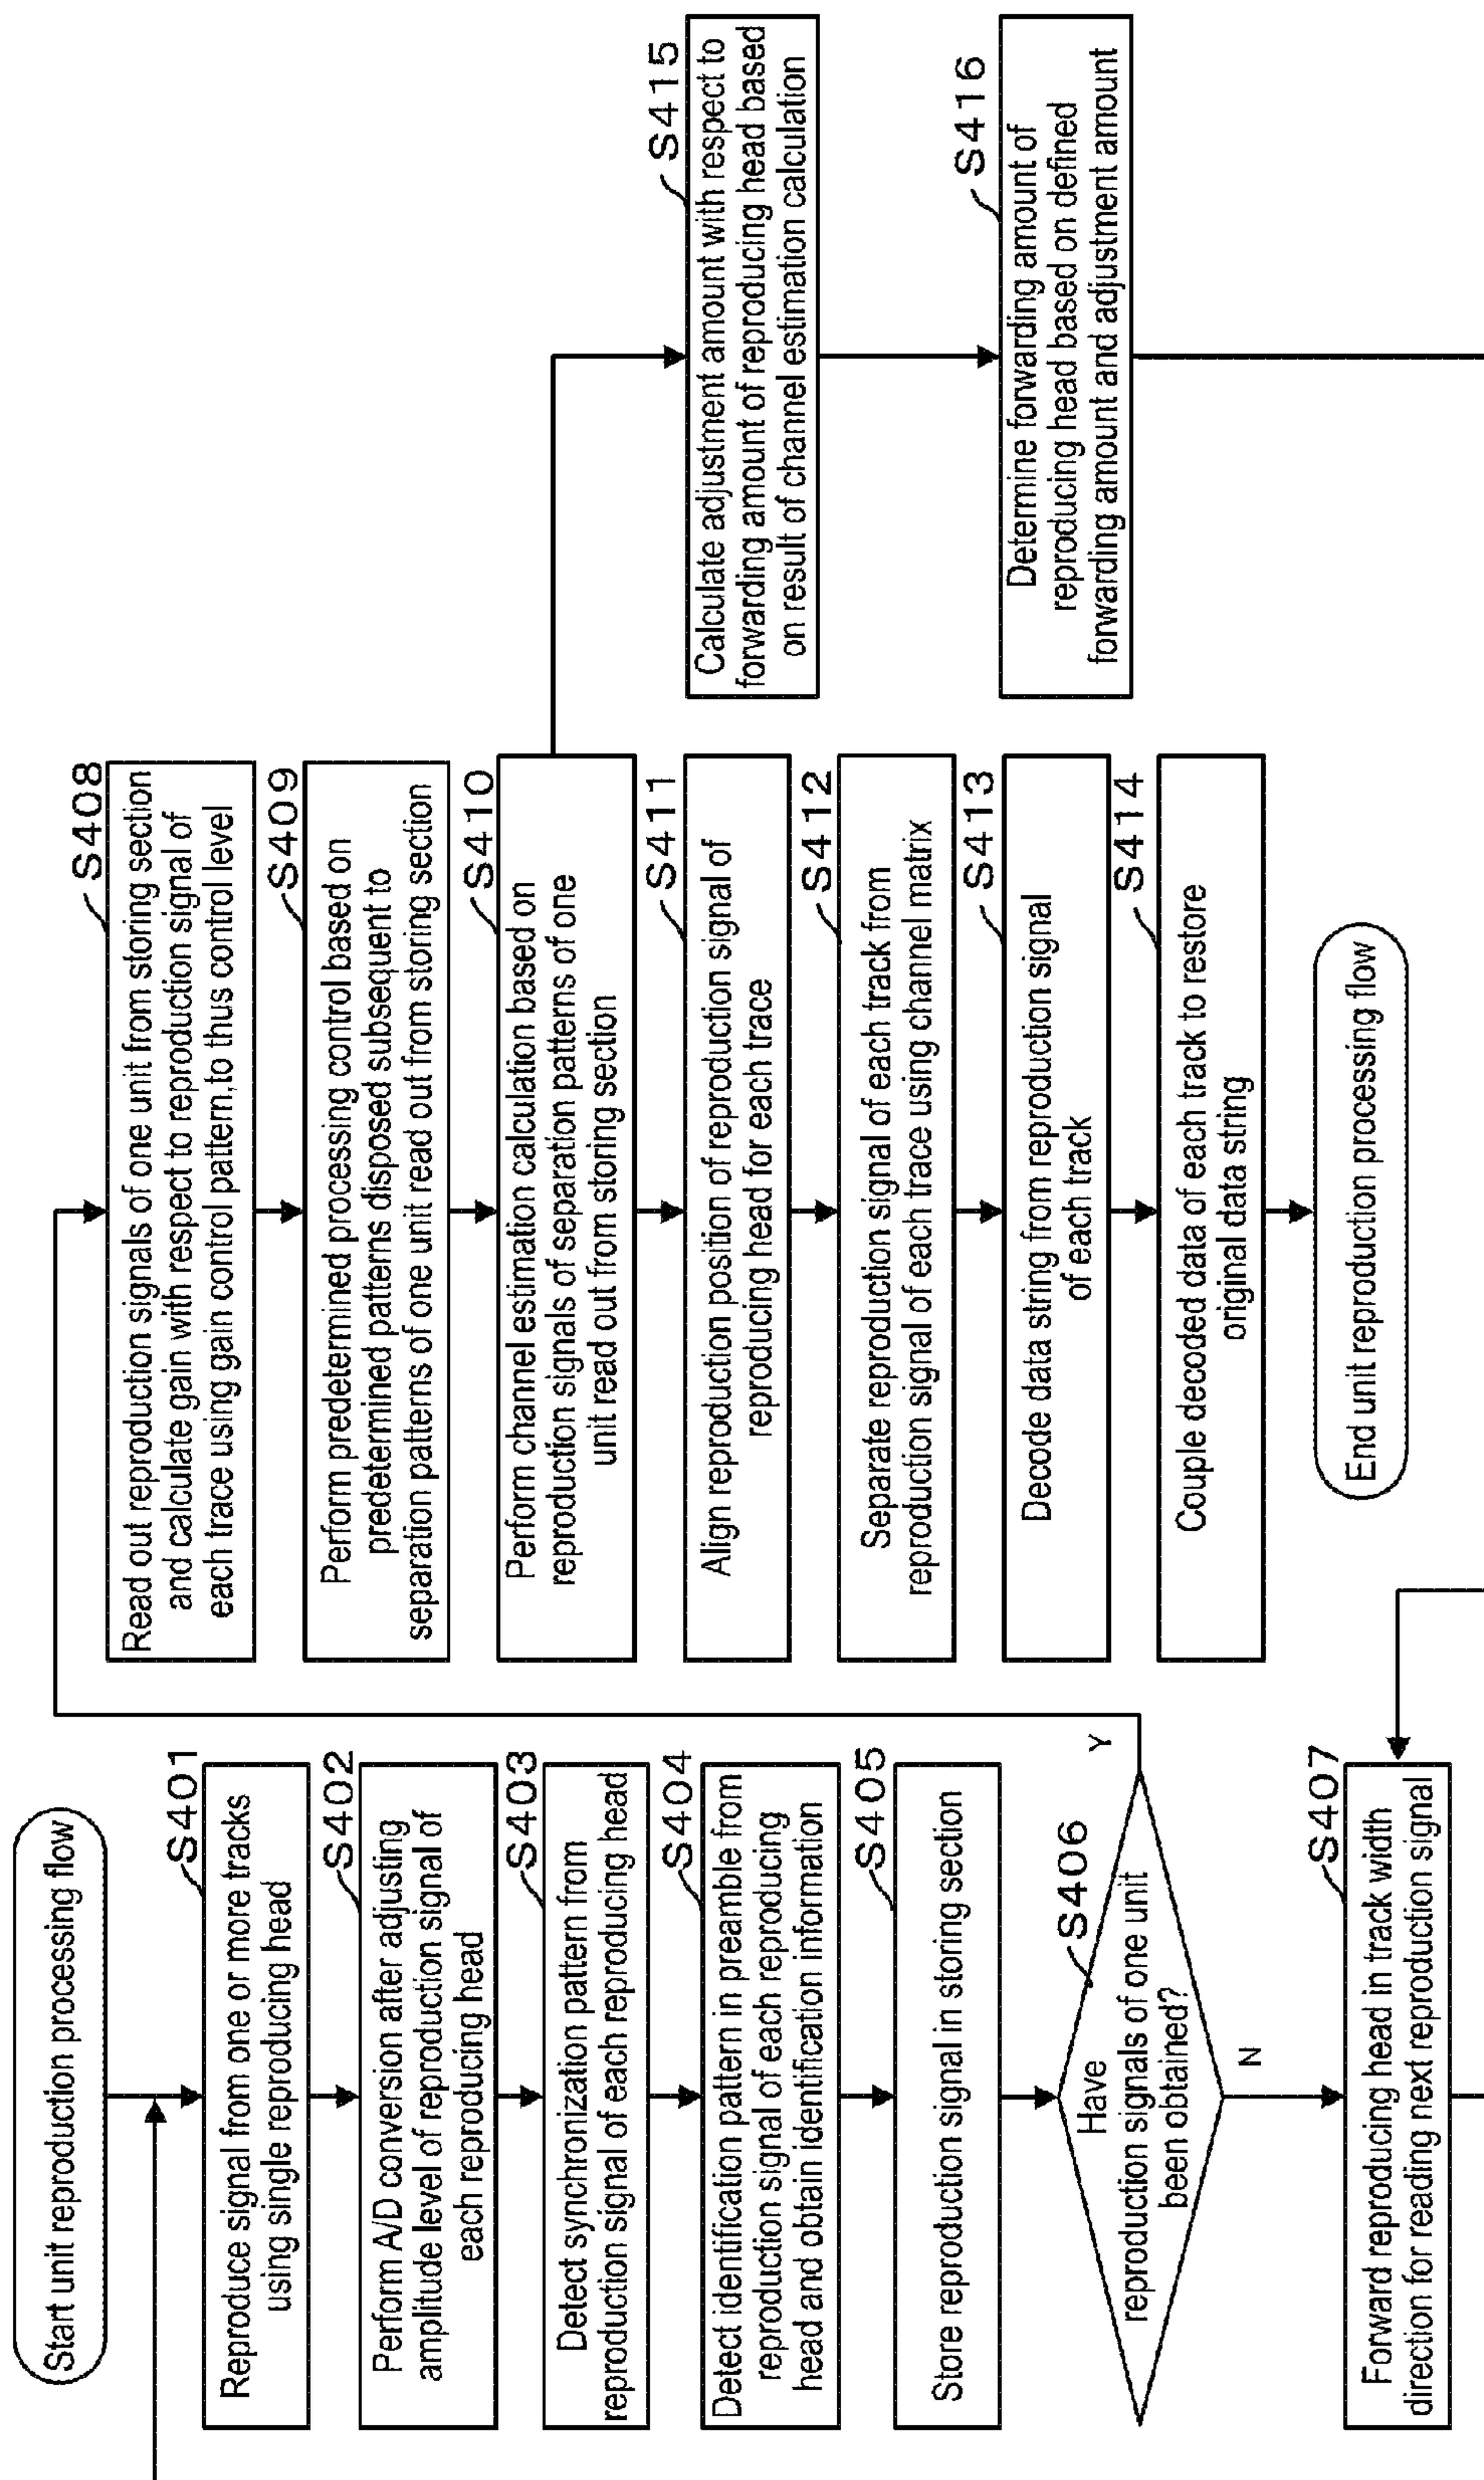 Start unit reproduction processing flow
S401
Reproduce signal from one or more tracks
using single reproducing head
S402
Perform A/D conversion after adjusting
amplitude level of reproduction signal of
each reproducing head
S403
Detect synchronization pattern from
reproduction signal of each reproducing head
S404
Detect identification pattern in preamble from
reproduction signal of each reproducing
head and obtain identification information
S405
Store reproduction signal in storing section
S406
Have
reproduction signals of one unit
been obtained?
Y
N
S407
Forward reproducing head in track width
direction for reading next reproduction signal
S408
Read out reproduction signals of one unit from storing section
and calculate gain with respect to reproduction signal of
each trace using gain control pattern,to thus control level
S409
Perform predetermined processing control based on
predetermined patterns disposed subsequent to
separation patterns of one unit read out from storing section
S410
Perform channel estimation calculation based on
reproduction signals of separation patterns of one
unit read out from storing section
S411
Align reproduction position of reproduction signal of
reproducing head for each trace
S412
Separate reproduction signal of each track from
reproduction signal of each trace using channel matrix
S413
Decode data string from reproduction signal
of each track
S414
Couple decoded data of each track to restore
original data string
End unit reproduction processing flow
S415
Calculate adjustment amount with respect to
forwarding amount of reproducing head based
on result of channel estimation calculation
S416
Determine forwarding amount of
reproducing head based on defined
forwarding amount and adjustment amount